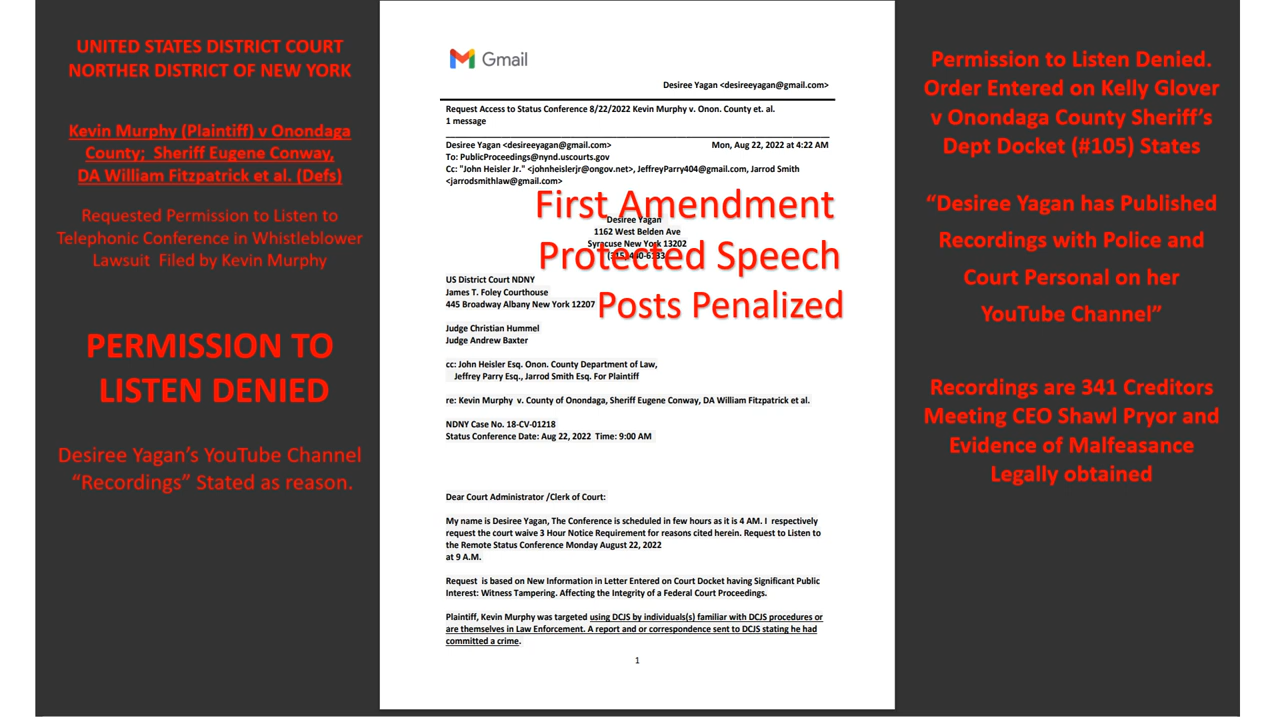 UNITED STATES DISTRICT COURT
NORTHER DISTRICT OF NEW YORK
Kevin Murphy (Plaintiff) v Onondaga
County;  Sheriff Eugene Conway,
DA William Fitzpatrick et al. (Defs)
Requested Permission to Listen to
Telephonic Conference in Whistleblower
Lawsuit  Filed by Kevin Murphy
PERMISSION TO
LISTEN DENIED
Desiree Yagan’s YouTube Channel
“Recordings” Stated as reason.
Gmail
Desiree Yagan <desireeyagan@gmail.com>
Request Access to Status Conference 8/22/2022 Kevin Murphy v. Onon. County et. al.
1 message
Desiree Yagan <desireeyagan@gmail.com> Mon, Aug 22, 2022 at 4:22 AM
To: PublicProceedings@nynd.uscourts.gov
Cc: "John Heisler Jr." <johnheislerjr@ongov.net>, JeffreyParry404@gmail.com, Jarrod Smith
<jarrodsmithlaw@gmail.com>
First Amendment
Protected Speech
Posts Penalized
Desiree Yagan
1162 West Belden Ave
Syracuse New York 13202
US District Court NDNY
James T. Foley Courthouse
445 Broadway Albany New York 12207
Judge Christian Hummel
Judge Andrew Baxter
cc: John Heisler Esq. Onon. County Department of Law,
Jeffrey Parry Esq., Jarrod Smith Esq. For Plaintiff
re: Kevin Murphy  v. County of Onondaga, Sheriff Eugene Conway, DA William Fitzpatrick et al.
NDNY Case No. 18-CV-01218
Status Conference Date: Aug 22, 2022  Time: 9:00 AM
Dear Court Administrator /Clerk of Court:
My name is Desiree Yagan, The Conference is scheduled in few hours as it is 4 AM. I  respectively
request the court waive 3 Hour Notice Requirement for reasons cited herein. Request to Listen to
the Remote Status Conference Monday August 22, 2022
at 9 A.M.
Request  is based on New Information in Letter Entered on Court Docket having Significant Public
Interest: Witness Tampering. Affecting the Integrity of a Federal Court Proceedings.
Plaintiff, Kevin Murphy was targeted using DCJS by individuals(s) familiar with DCJS procedures or
are themselves in Law Enforcement. A report and or correspondence sent to DCJS stating he had
committed a crime.
1
Permission to Listen Denied.
Order Entered on Kelly Glover
v Onondaga County Sheriff’s
Dept Docket (#105) States
“Desiree Yagan has Published
Recordings with Police and
Court Personal on her
YouTube Channel”
Recordings are 341 Creditors
Meeting CEO Shawl Pryor and
Evidence of Malfeasance
Legally obtained